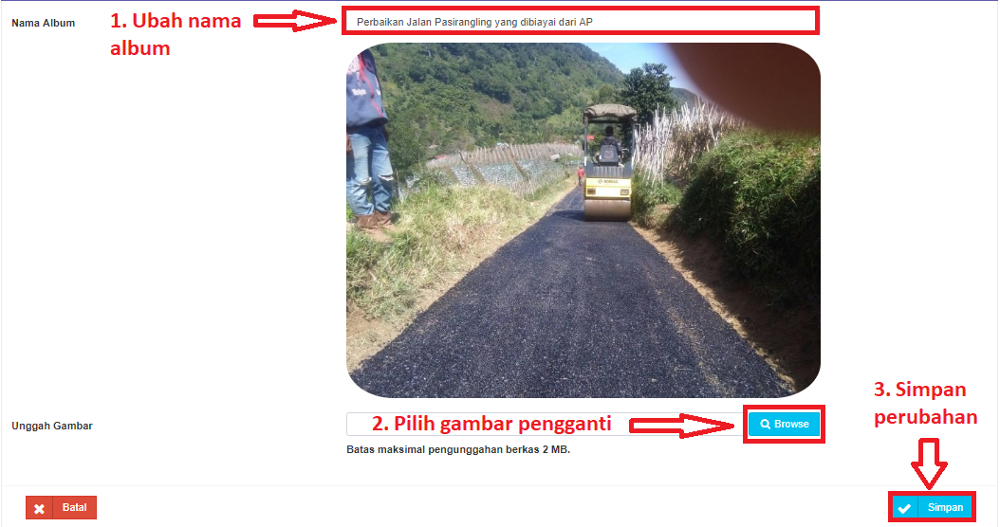 Nama Album
1. Ubah nama
album
Perbaikan Jalan Pasirangling yang dibiayai dari AP
Unggah Gambar
2. Pilih gambar pengganti
Browse
Batas maksimal pengunggahan berkas 2 MB.
3. Simpan
perubahan
Batal
Simpan